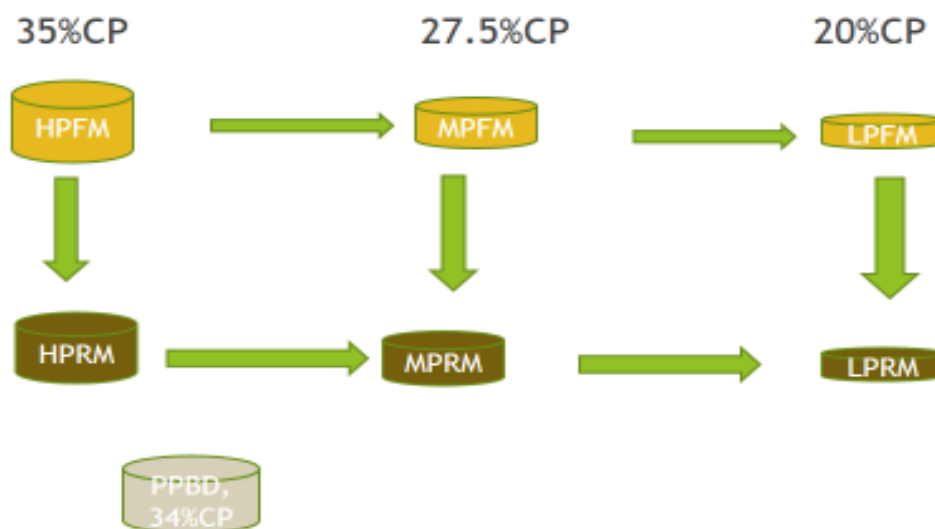 35%CP
27.5%CP
20%CP
HPFM
MPFM
LPFM
HPRM
MPRM
LPRM
PPBD,
34%CP